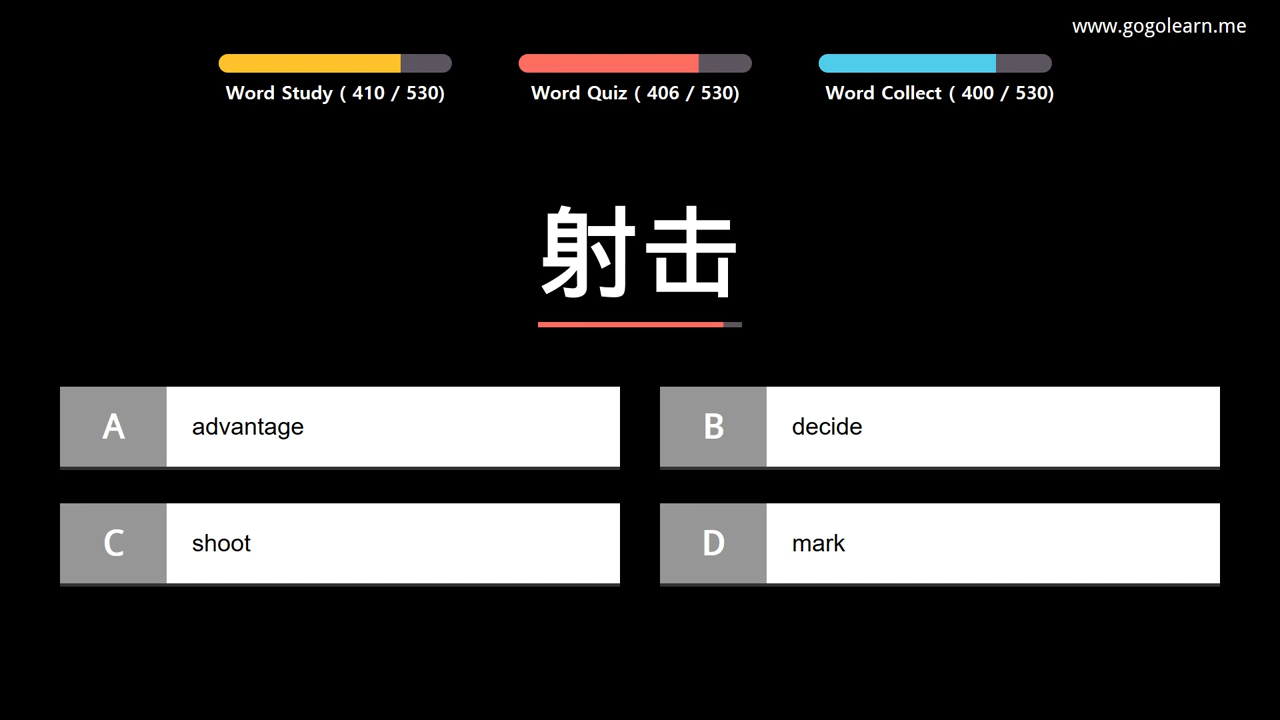 www.gogolearn.me
Word Study ( 410 / 530)
Word Quiz ( 406 / 530)
Word Collect ( 400 / 530)
射击
A advantage
B decide
C shoot
D mark